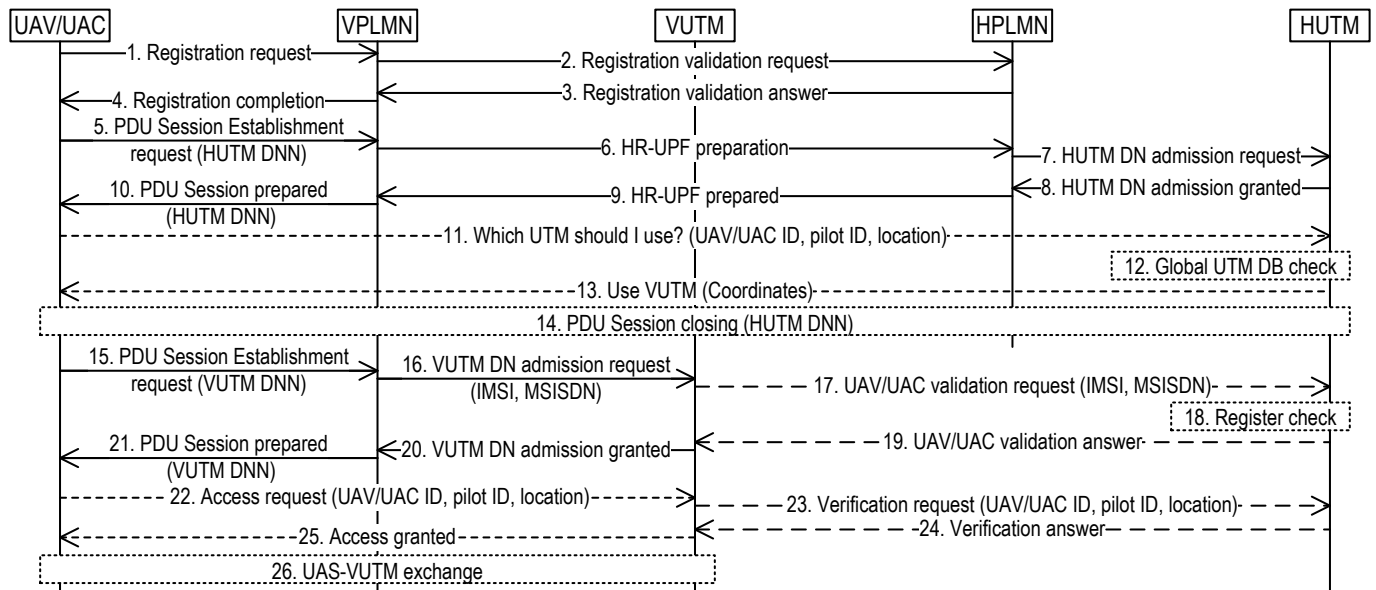 UAV/UAC
VPLMN
VUTM
HPLMN
HUTM
1. Registration request
2. Registration validation request
3. Registration validation answer
4. Registration completion
5. PDU Session Establishment
request (HUTM DNN)
6. HR-UPF preparation
7. HUTM DN admission request
8. HUTM DN admission granted
9. HR-UPF prepared
10. PDU Session prepared
(HUTM DNN)
11. Which UTM should I use? (UAV/UAC ID, pilot ID, location)
12. Global UTM DB check
13. Use VUTM (Coordinates)
14. PDU Session closing (HUTM DNN)
15. PDU Session Establishment
request (VUTM DNN)
16. VUTM DN admission request
(IMSI, MSISDN)
17. UAV/UAC validation request (IMSI, MSISDN)
18. Register check
19. UAV/UAC validation answer
20. VUTM DN admission granted
21. PDU Session prepared
(VUTM DNN)
22. Access request (UAV/UAC ID, pilot ID, location)
23. Verification request (UAV/UAC ID, pilot ID, location)
24. Verification answer
25. Access granted
26. UAS-VUTM exchange